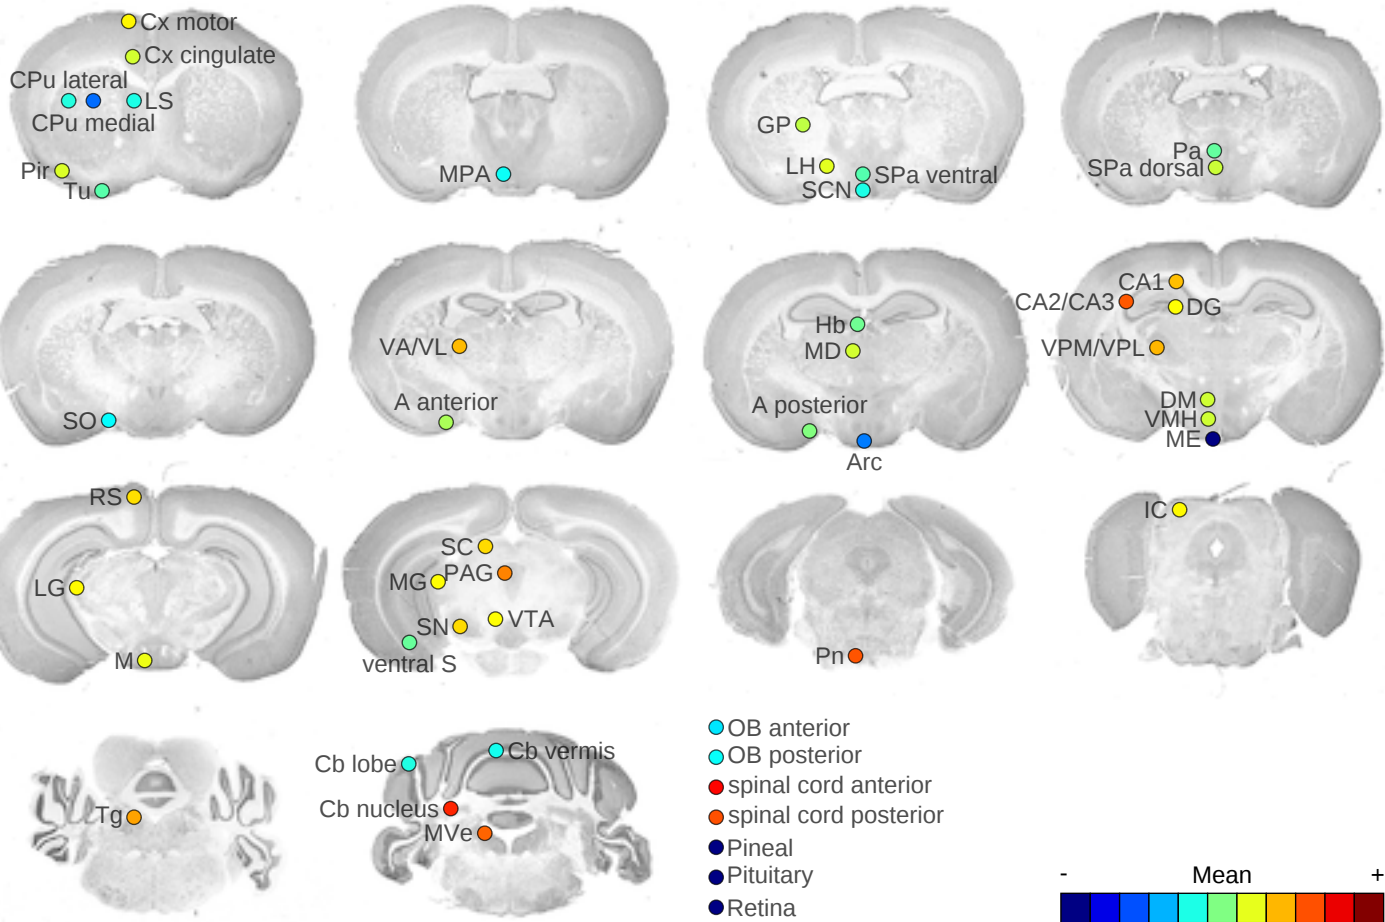 Cx motor
Cx cingulate
CPu lateral
LS
CPu medial
Pir
Tu
MPA
GP
LH
SPa ventral
SCN
Pa
SPa dorsal
SO
VA/VL
A anterior
Hb
MD
A posterior
Arc
CA1
CA2/CA3
DG
VPM/VPL
DM
VMH
ME
RS
LG
M
SC
MG
PAG
SN
VTA
ventral S
Pn
IC
Tg
Cb lobe
Cb vermis
Cb nucleus
MVe
OB anterior
OB posterior
spinal cord anterior
spinal cord posterior
Pineal
Pituitary
Retina
- Mean +